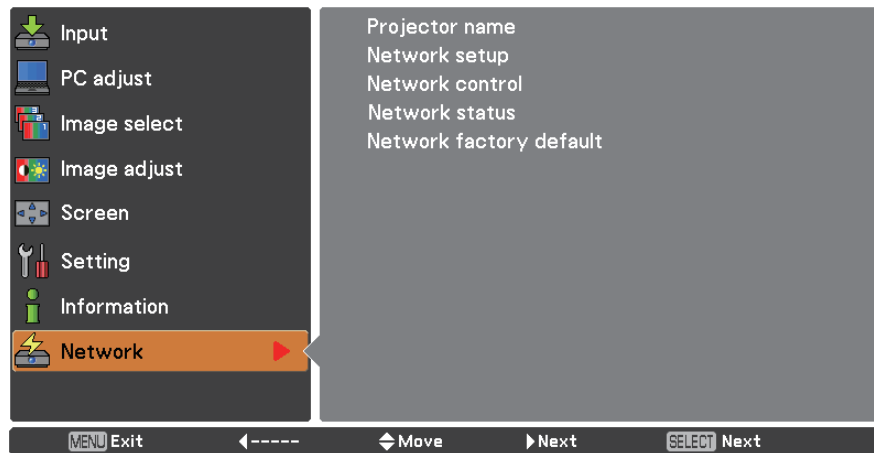 Input
PC adjust
Image select
Image adjust
Screen
Setting
Information
Network
Projector name
Network setup
Network control
Network status
Network factory default
MENU Exit ◀----- Move ▶Next SELECT Next